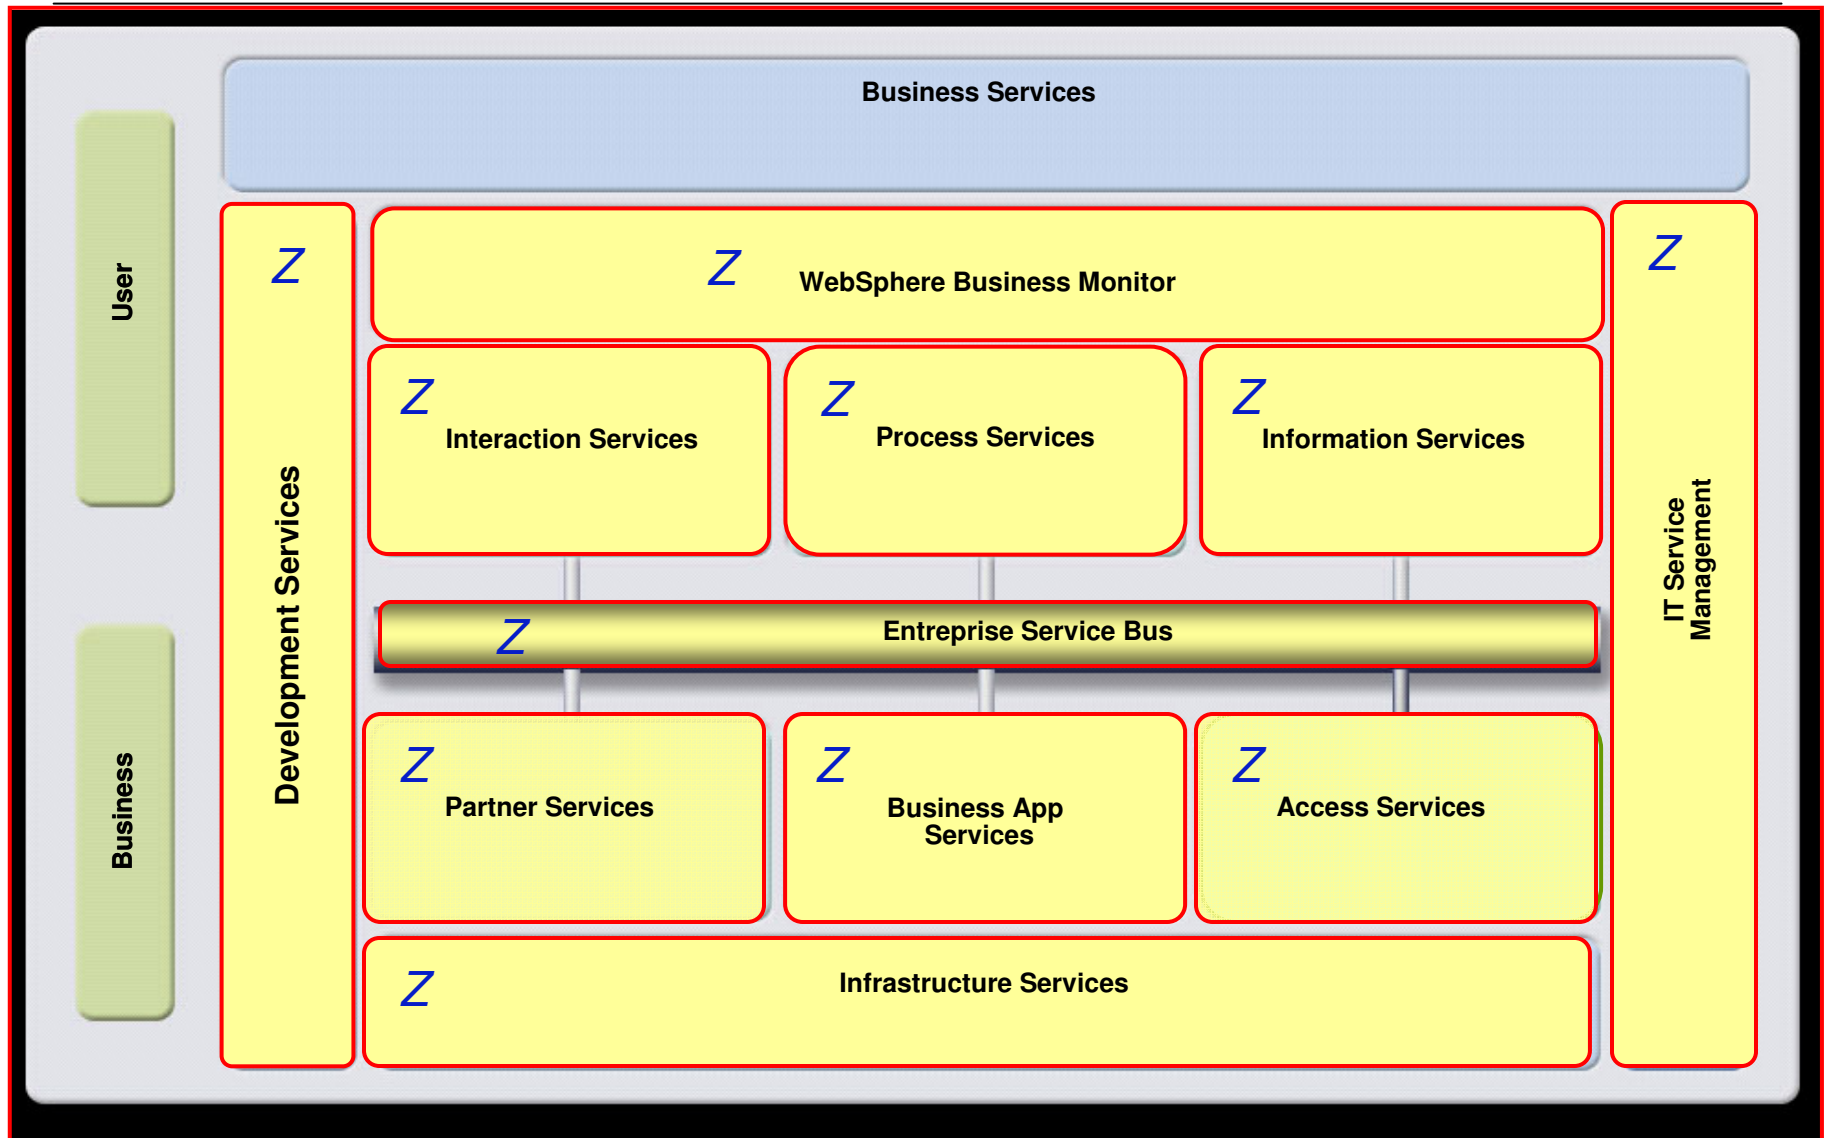 Business Services
User
Z
Z
WebSphere Business Monitor
Z
Z
Interaction Services
Z
Process Services
Z
Information Services
Development Services
IT Service
Management
Z
Entreprise Service Bus
Business
Z
Partner Services
Z
Business App
Services
Z
Access Services
Z
Infrastructure Services